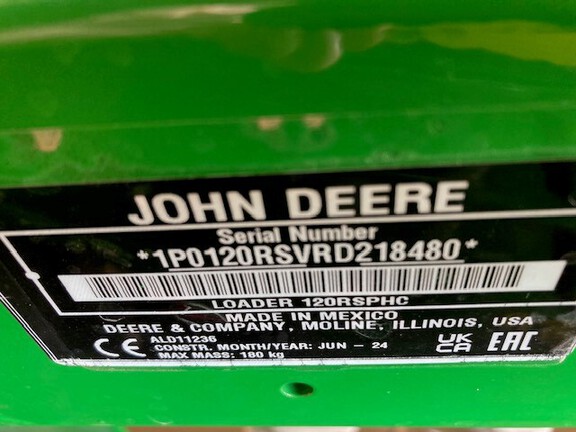 JOHN DEERE
Serial Number
*1P0120RSVRD218480*
LOADER 120RSPHC
MADE IN MEXICO
DEERE & COMPANY, MOLINE, ILLINOIS, USA
CE ALD11236 UK CA EAC
CONSTR. MONTH/YEAR: JUN - 24
MAX MASS: 180 kg